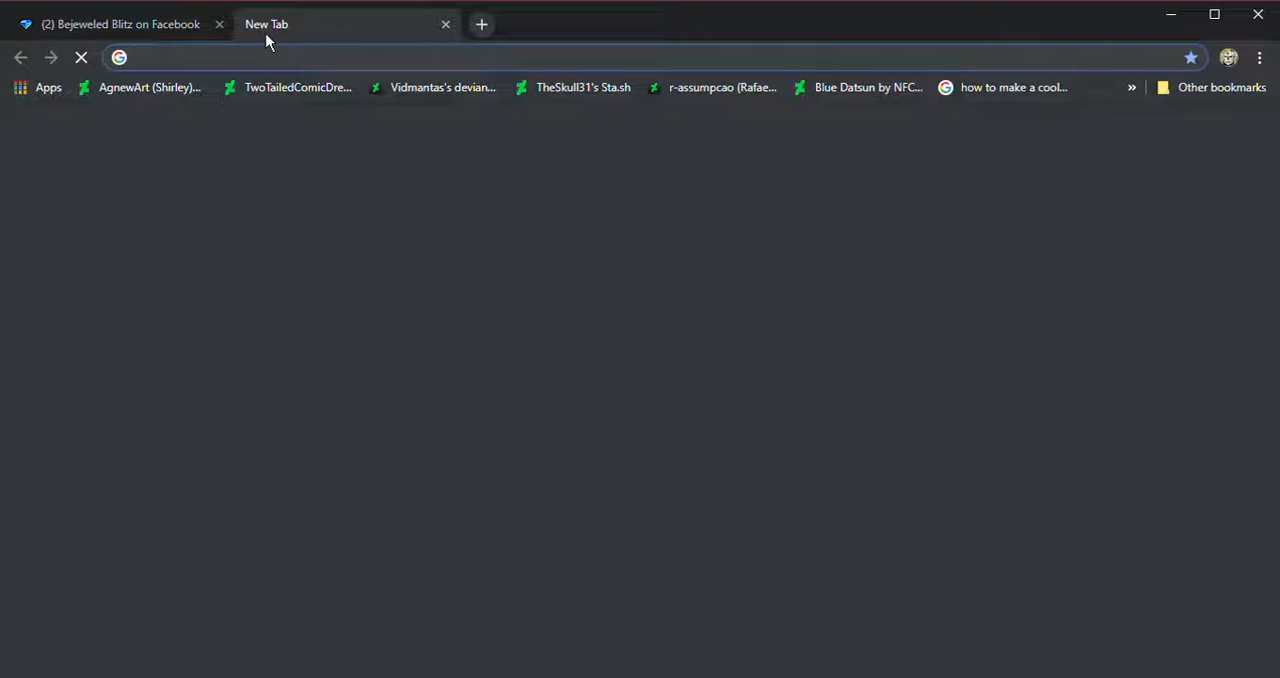 (2) Bejeweled Blitz on Facebook New Tab
Apps AgnewArt (Shirley)... TwoTailedComicDre... Vidmantas's devian... TheSkull31's Sta.sh r-assumpcao (Rafae... Blue Datsun by NFC... how to make a cool... » Other bookmarks